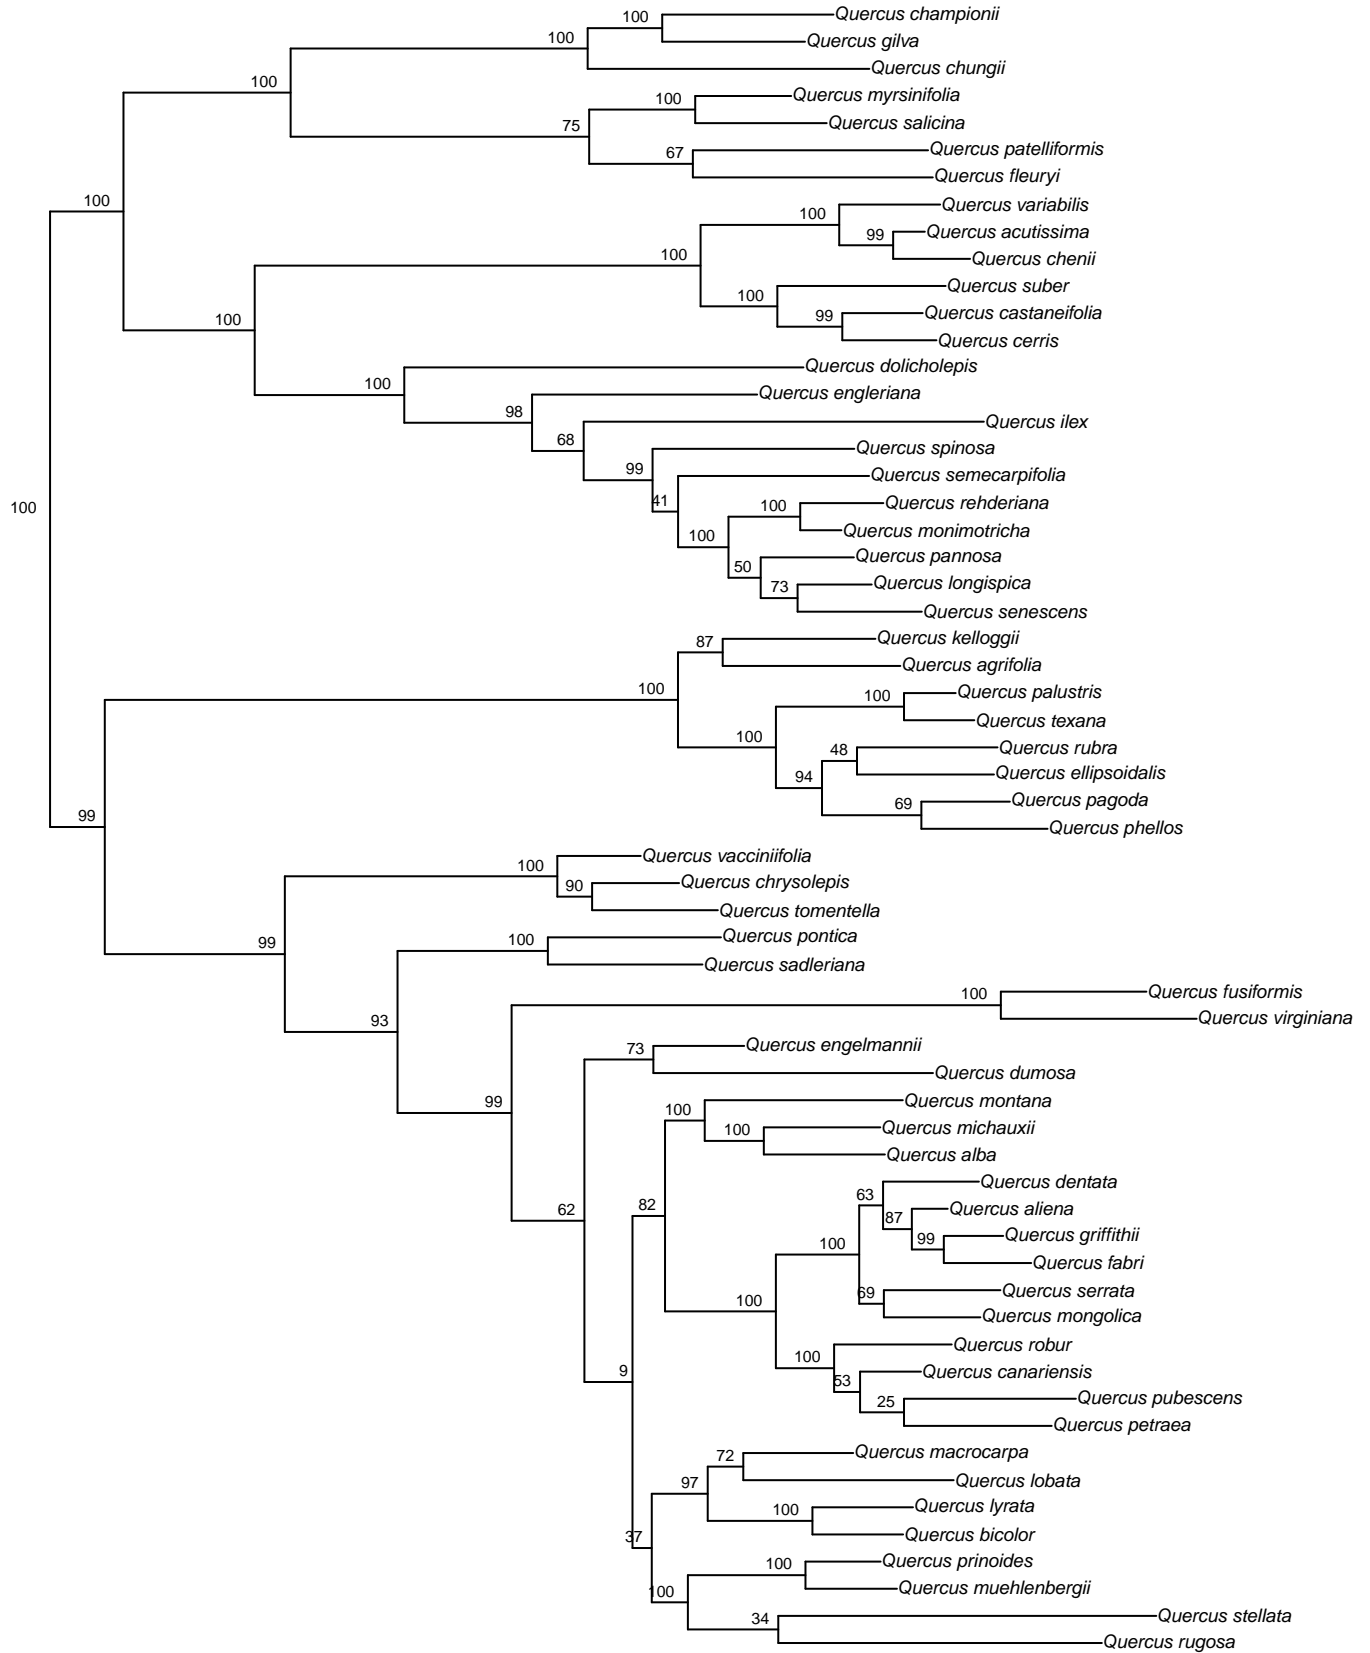 100
Quercus championii
100
Quercus gilva
Quercus chungii
100
100
Quercus myrsinifolia
75
Quercus salicina
67
Quercus patelliformis
Quercus fleuryi
100
100
Quercus variabilis
99
Quercus acutissima
100
Quercus chenii
100
Quercus suber
99
Quercus castaneifolia
100
Quercus cerris
100
Quercus dolicholepis
98
Quercus engleriana
68
Quercus ilex
99
Quercus spinosa
41
Quercus semecarpifolia
100
Quercus rehderiana
100
100
Quercus monimotricha
50
Quercus pannosa
73
Quercus longispica
Quercus senescens
87
Quercus kelloggii
100
Quercus agrifolia
100
Quercus palustris
100
Quercus texana
48
Quercus rubra
94
Quercus ellipsoidalis
69
Quercus pagoda
99
Quercus phellos
100
Quercus vacciniifolia
90
Quercus chrysolepis
Quercus tomentella
99
100
Quercus pontica
Quercus sadleriana
93
100
Quercus fusiformis
Quercus virginiana
73
Quercus engelmannii
Quercus dumosa
99
100
Quercus montana
100
Quercus michauxii
Quercus alba
62
82
63
Quercus dentata
87
Quercus aliena
99
Quercus griffithii
100
Quercus fabri
100
69
Quercus serrata
Quercus mongolica
100
Quercus robur
9
53
Quercus canariensis
25
Quercus pubescens
Quercus petraea
72
Quercus macrocarpa
97
Quercus lobata
100
Quercus lyrata
37
Quercus bicolor
100
Quercus prinoides
100
Quercus muehlenbergii
34
Quercus stellata
Quercus rugosa